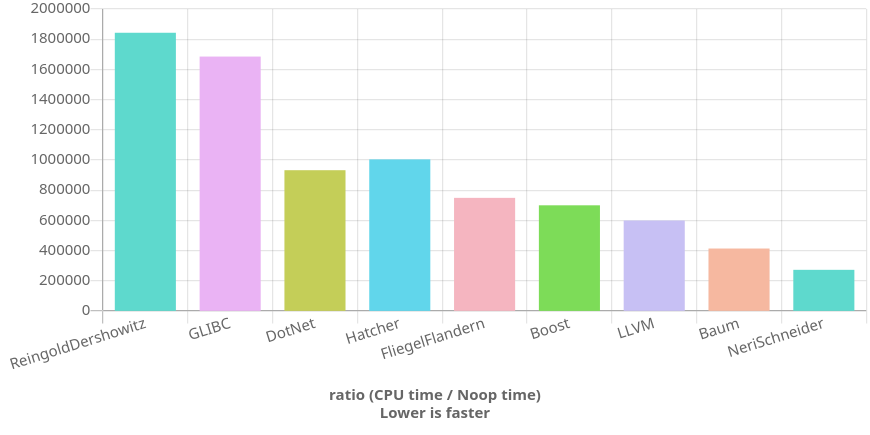 2000000
1800000
1600000
1400000
1200000
1000000
800000
600000
400000
200000
0
ReingoldDershowitz
GLIBC
DotNet
Hatcher
FliegelFlandern
Boost
LLVM
Baum
NeriSchneider
ratio (CPU time / Noop time)
Lower is faster